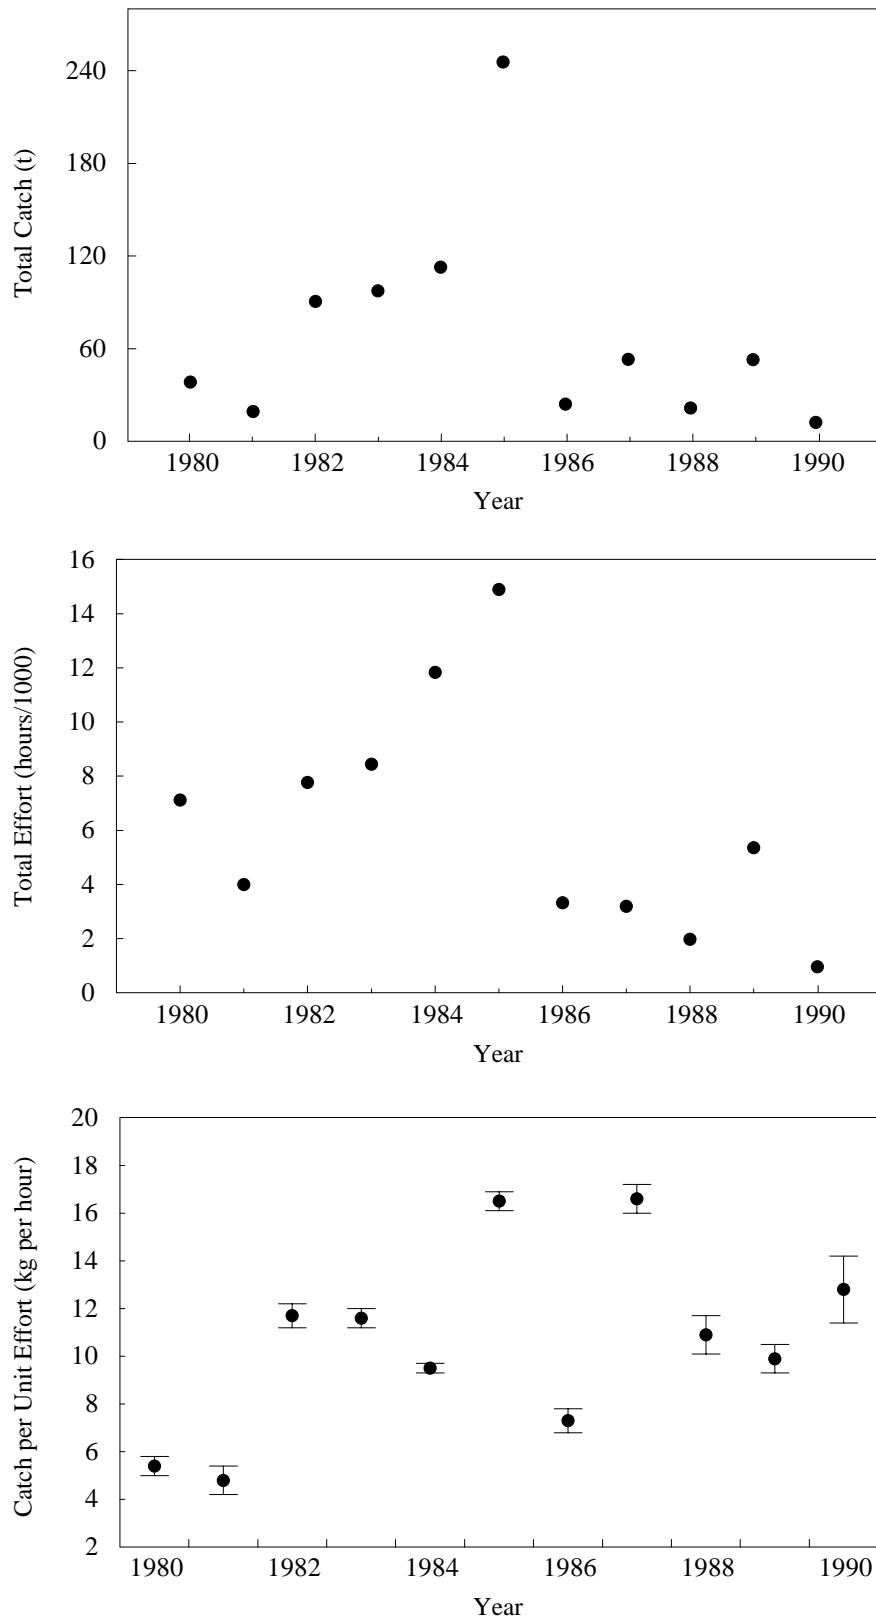 240
180
120
60
0
Total Catch (t)
1980 1982 1984 1986 1988 1990
Year
16
14
12
10
8
6
4
2
0
Total Effort (hours/1000)
1980 1982 1984 1986 1988 1990
Year
20
18
16
14
12
10
8
6
4
2
Catch per Unit Effort (kg per hour)
1980 1982 1984 1986 1988 1990
Year